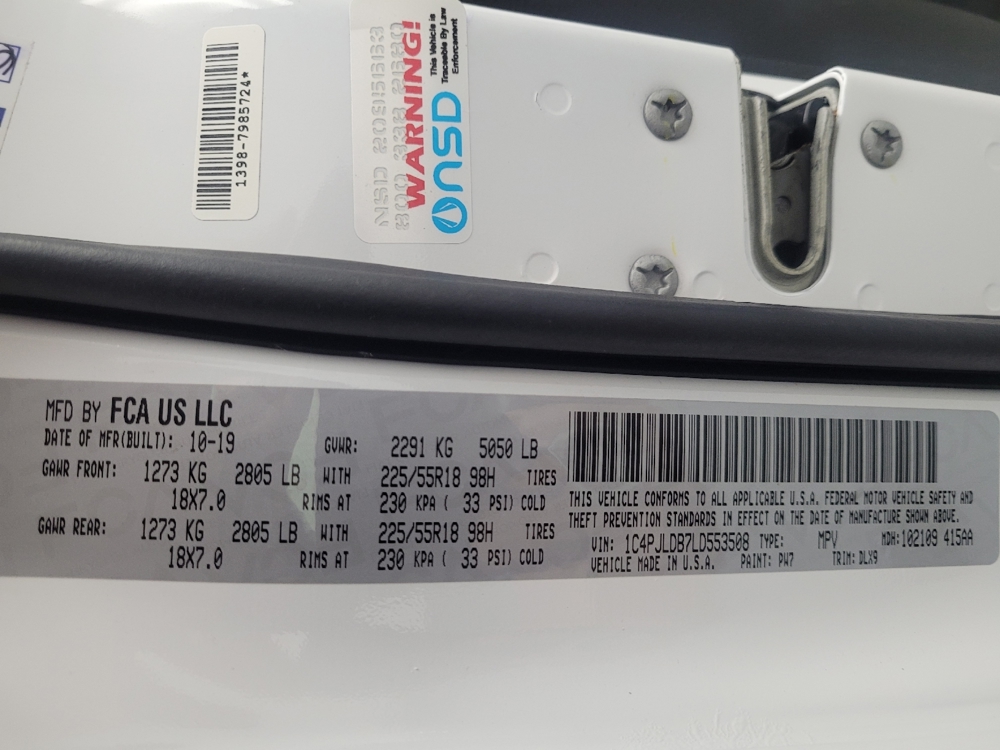 1398-7985724*
WARNING!
This Vehicle is
Traceable By Law
Enforcement
NSD
MFD BY FCA US LLC
DATE OF MFR(BUILT): 10-19 GVWR: 2291 KG 5050 LB
GAWR FRONT: 1273 KG 2805 LB WITH 225/55R18 98H TIRES
18X7.0 RIMS AT 230 KPA ( 33 PSI) COLD
GAWR REAR: 1273 KG 2805 LB WITH 225/55R18 98H TIRES
18X7.0 RIMS AT 230 KPA ( 33 PSI) COLD
THIS VEHICLE CONFORMS TO ALL APPLICABLE U.S.A. FEDERAL MOTOR VEHICLE SAFETY AND
THEFT PREVENTION STANDARDS IN EFFECT ON THE DATE OF MANUFACTURE SHOWN ABOVE.
VIN: 1C4PJLDB7LD553508 TYPE: MPV MDH: 102109 415AA
VEHICLE MADE IN U.S.A. PAINT: PW7 TRIM: DLX9